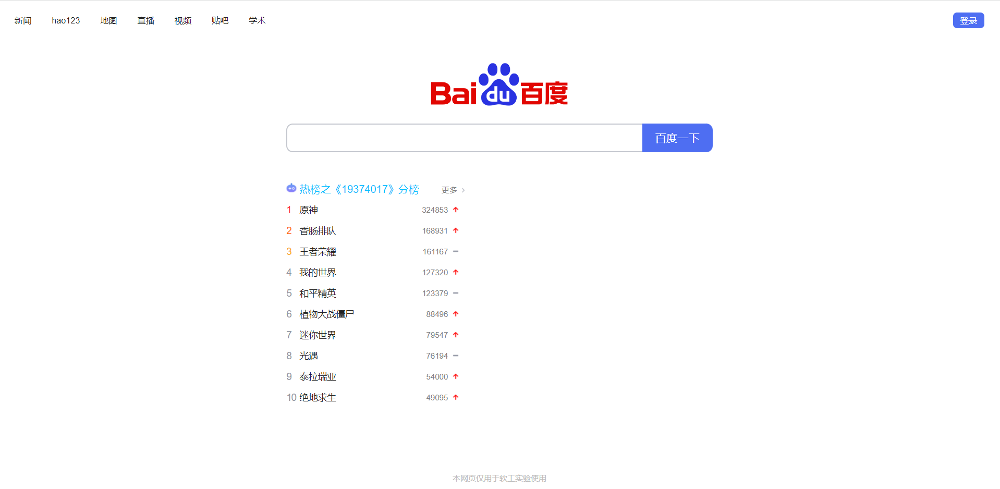 新闻 hao123 地图 直播 视频 贴吧 学术 登录
Bai du 百度
百度一下
热榜之《19374017》分榜 更多
1 原神 324853
2 香肠排队 168931
3 王者荣耀 161167
4 我的世界 127320
5 和平精英 123379
6 植物大战僵尸 88496
7 迷你世界 79547
8 光遇 76194
9 泰拉瑞亚 54000
10 绝地求生 49095
本网页仅用于软工实验使用